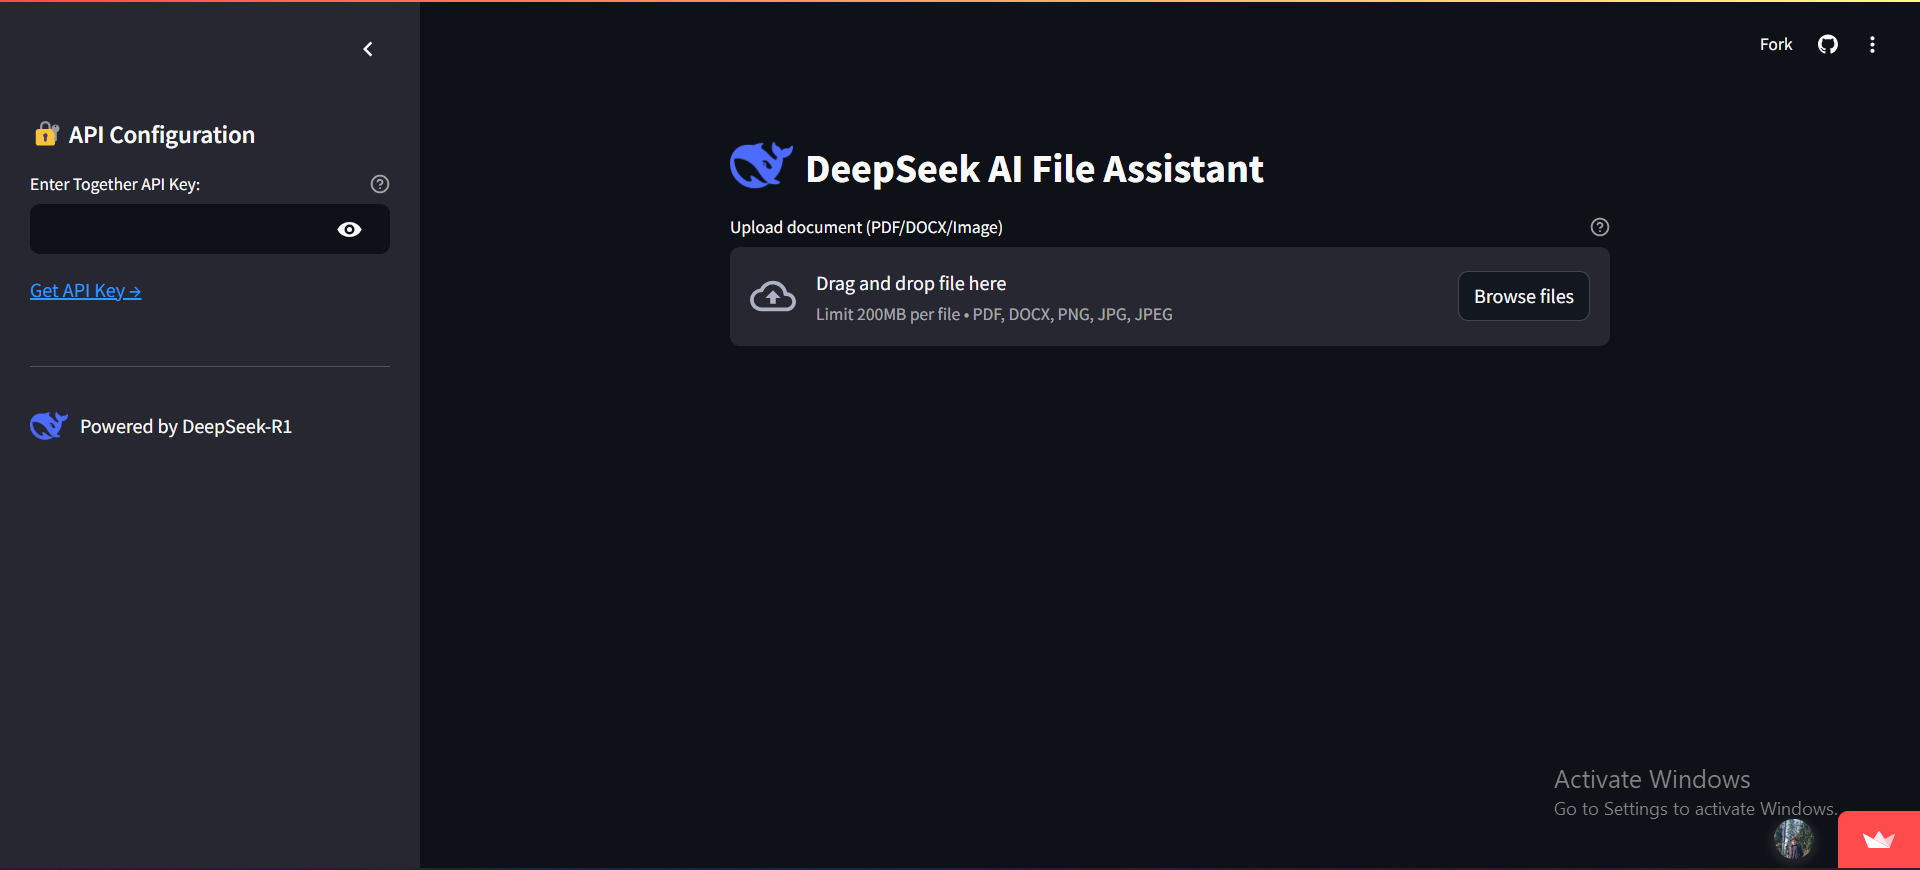 Fork
API Configuration
Enter Together API Key:
Get API Key →
Powered by DeepSeek-R1
DeepSeek AI File Assistant
Upload document (PDF/DOCX/Image)
Drag and drop file here
Limit 200MB per file • PDF, DOCX, PNG, JPG, JPEG
Browse files
Activate Windows
Go to Settings to activate Windows.